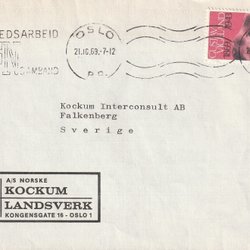 EDSARBEID
OSLO
21.10.69.-7-12
Kockum Interconsult AB
Falkenberg
Sverige
A/S NORSKE
KOCKUM
LANDSVERK
KONGENSGATE 16 - OSLO 1